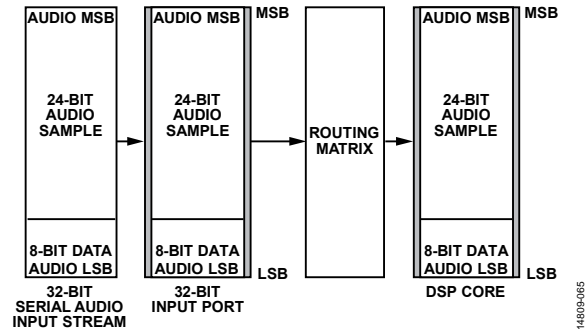 AUDIO MSB
24-BIT
AUDIO
SAMPLE
8-BIT DATA
AUDIO LSB
32-BIT
SERIAL AUDIO
INPUT STREAM
AUDIO MSB
MSB
24-BIT
AUDIO
SAMPLE
8-BIT DATA
AUDIO LSB
LSB
32-BIT
INPUT PORT
ROUTING
MATRIX
AUDIO MSB
MSB
24-BIT
AUDIO
SAMPLE
8-BIT DATA
AUDIO LSB
LSB
DSP CORE
14809-065